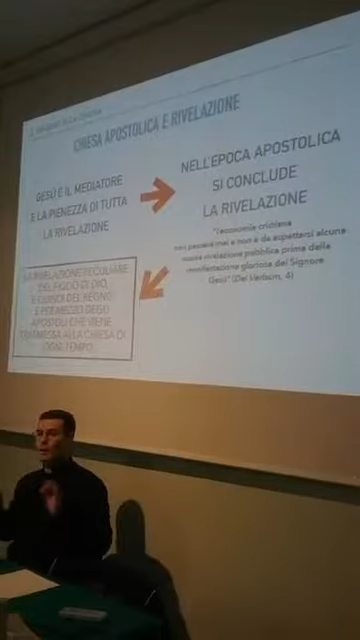 CHIESA APOSTOLICA E RIVELAZIONE
GESÙ È IL MEDIATORE
E LA PIENEZZA DI TUTTA
LA RIVELAZIONE
NELL'EPOCA APOSTOLICA
SI CONCLUDE
LA RIVELAZIONE
"l'economia cristiana
non passerà mai e non è da aspettarsi alcuna
nuova rivelazione pubblica prima della
manifestazione gloriosa del Signore
Gesù" (Dei Verbum, 4)
LA RIVELAZIONE PECULIARE
DEL FIGLIO DI DIO,
E QUINDI DEL REGNO,
È PER MEZZO DEGLI
APOSTOLI CHE VIENE
TRASMESSA ALLA CHIESA DI
OGNI TEMPO